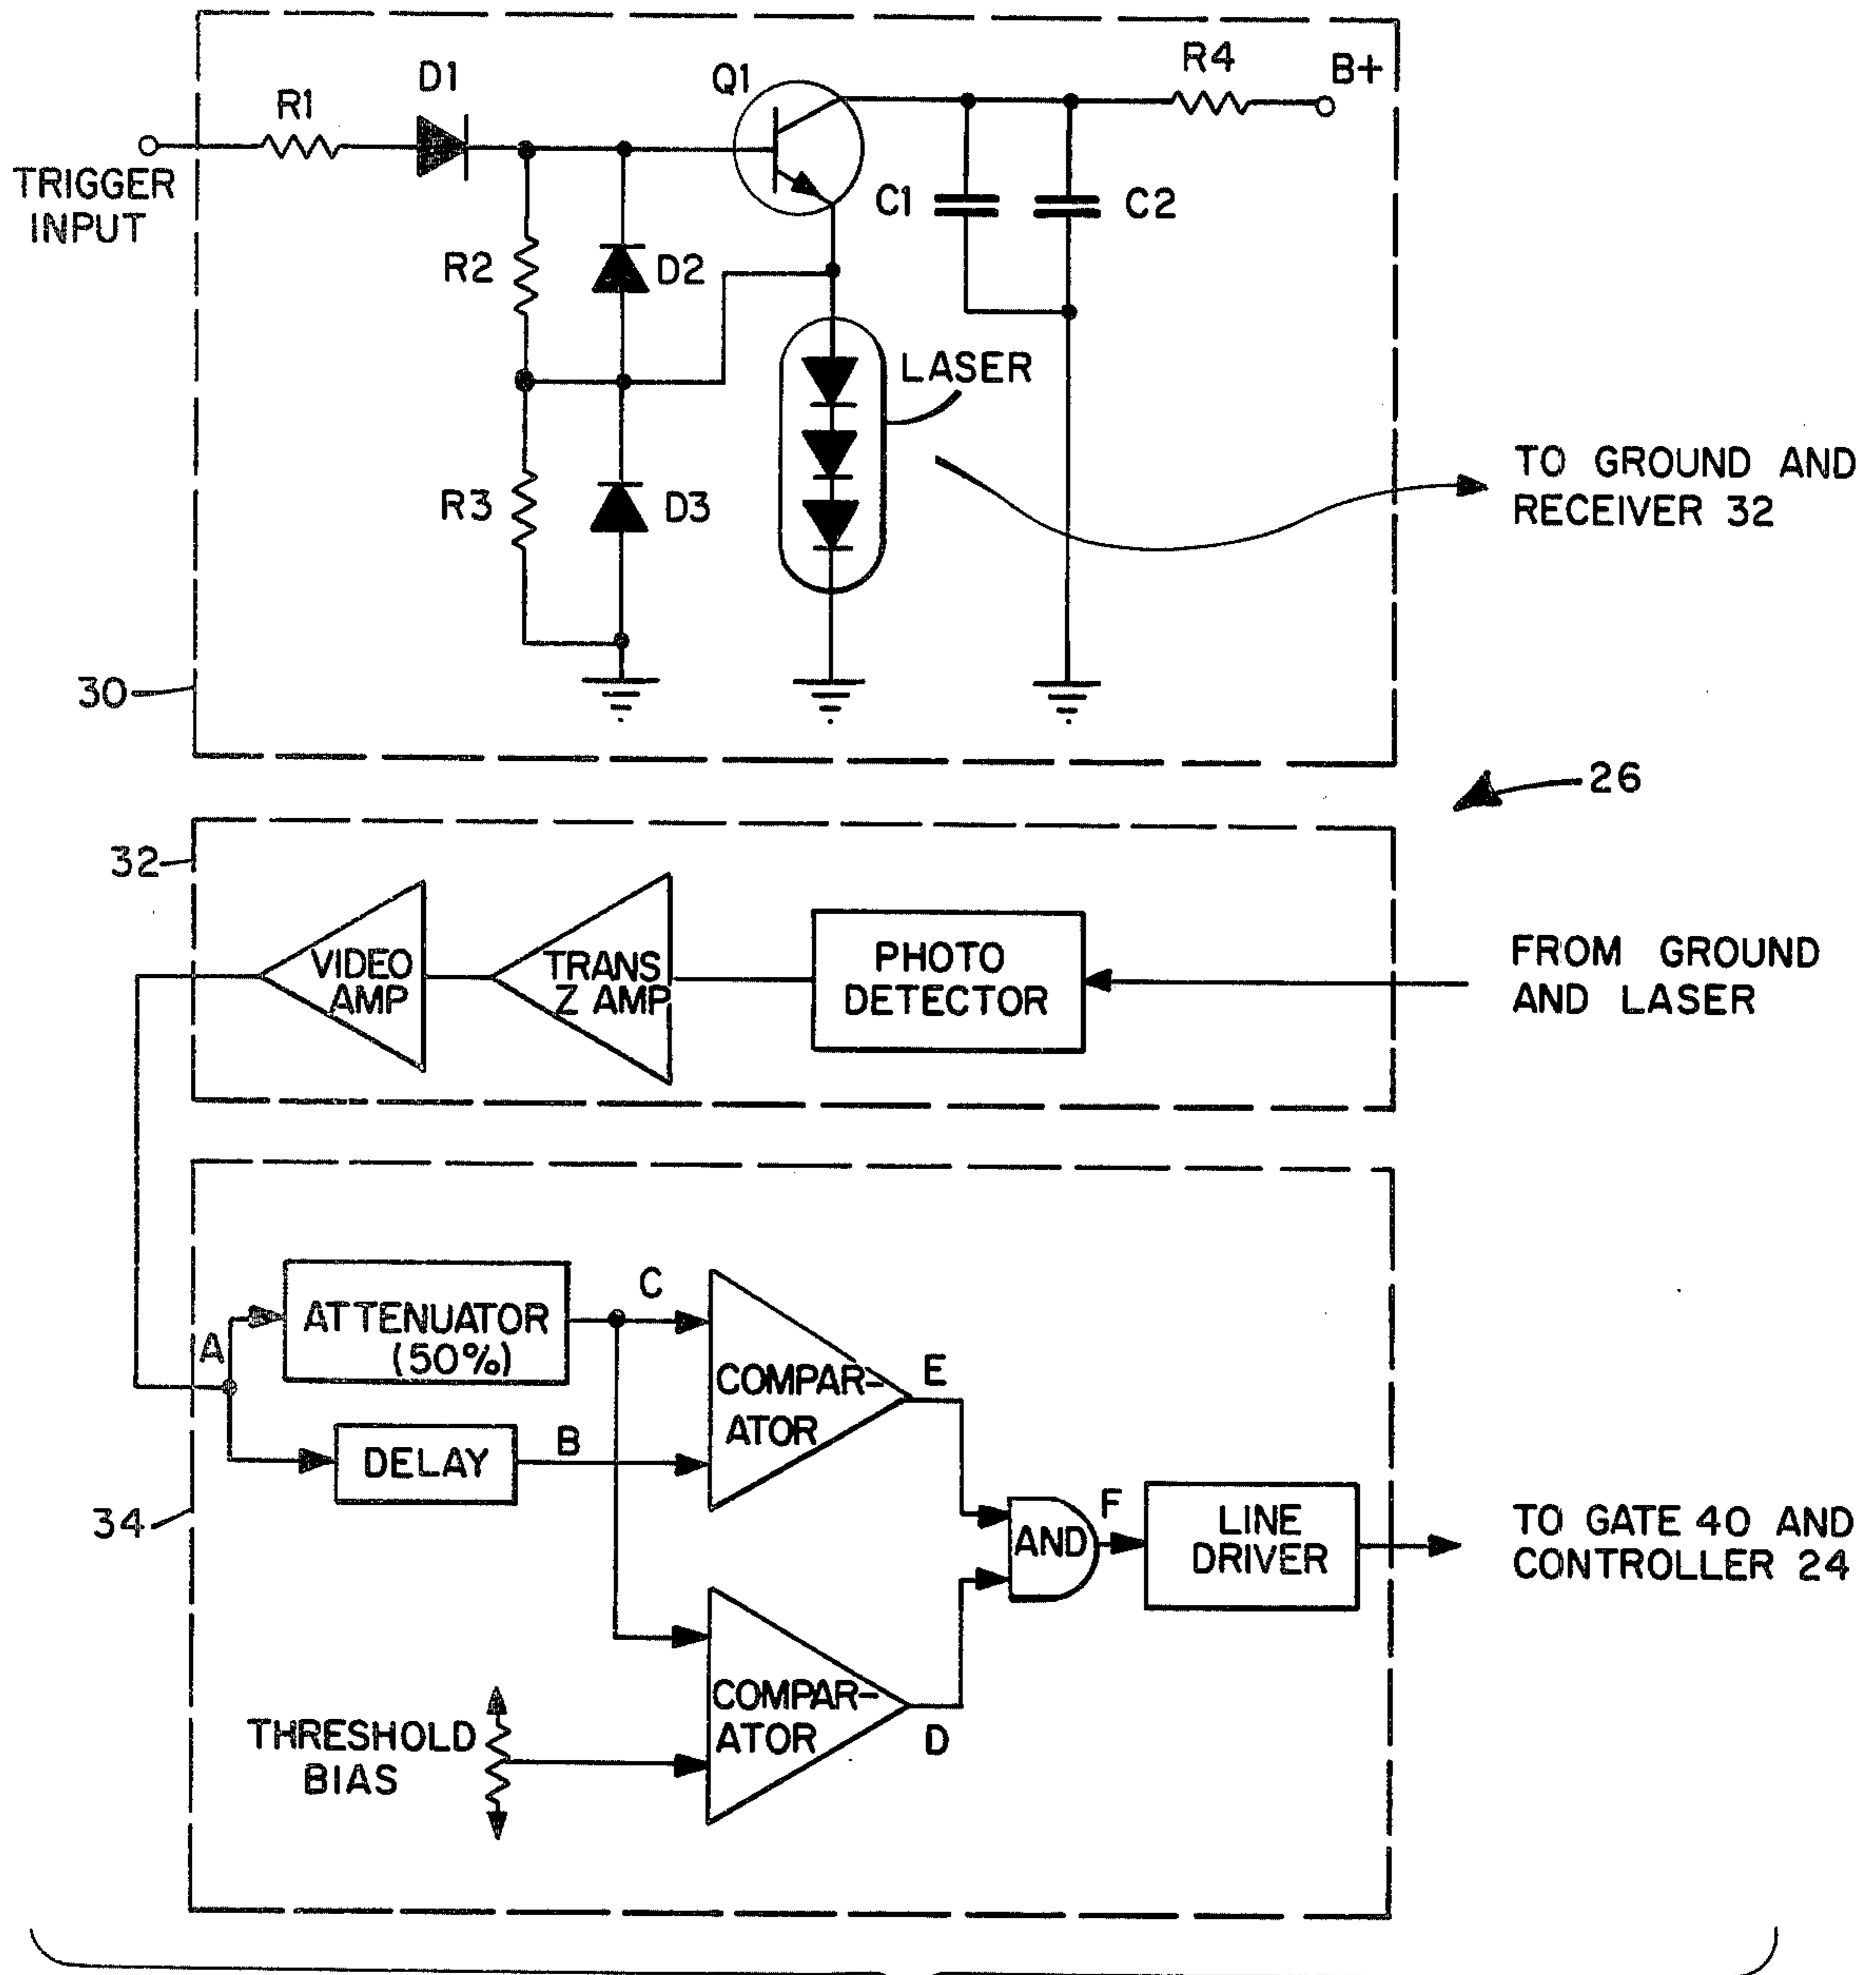 R4
B+
D1
Q1
R1
TRIGGER
INPUT
C1
C2
R2
D2
LASER
R3
D3
TO GROUND AND
RECEIVER 32
30
26
32
VIDEO
AMP
TRANS
Z AMP
PHOTO
DETECTOR
FROM GROUND
AND LASER
C
ATTENUATOR
(50%)
A
COMPAR-
ATOR
E
B
DELAY
34
F
AND
LINE
DRIVER
TO GATE 40 AND
CONTROLLER 24
COMPAR-
ATOR
D
THRESHOLD
BIAS